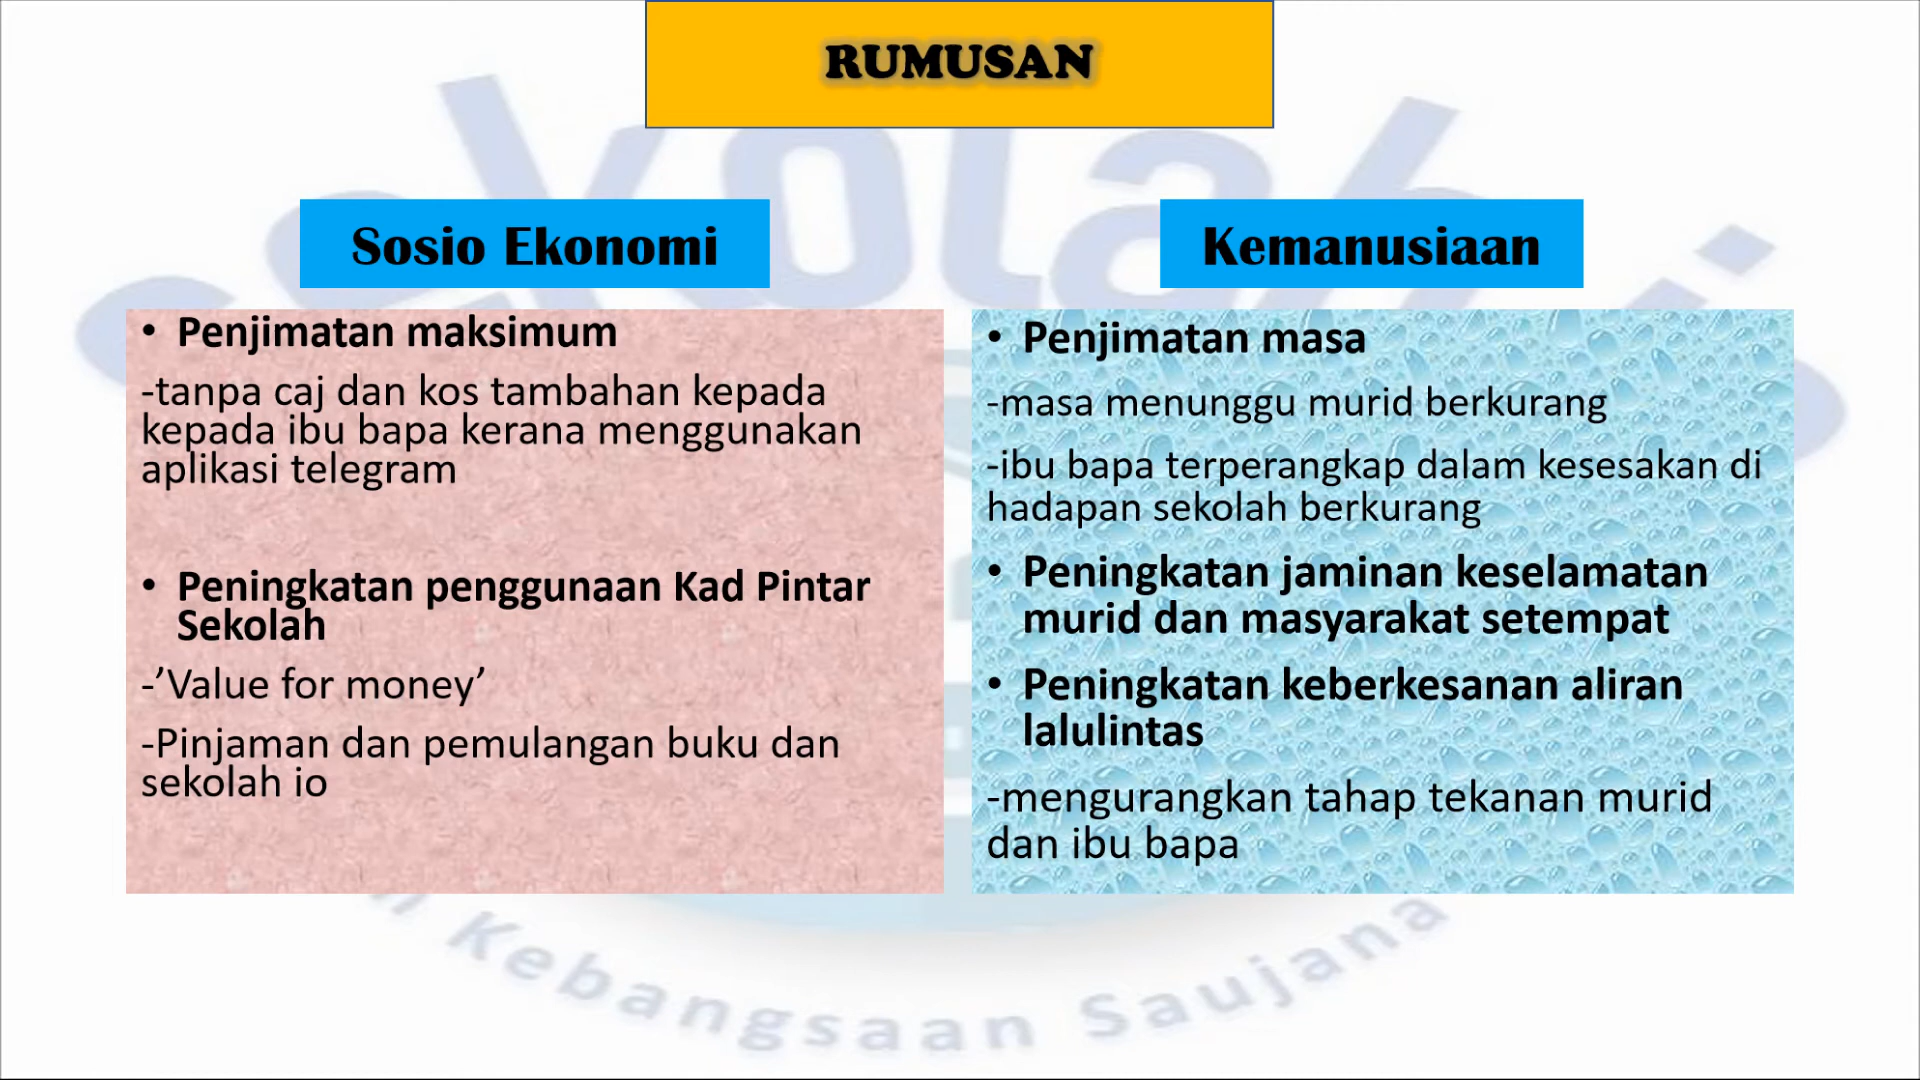 RUMUSAN
Sosio Ekonomi
• Penjimatan maksimum
-tanpa caj dan kos tambahan kepada
kepada ibu bapa kerana menggunakan
aplikasi telegram
• Peningkatan penggunaan Kad Pintar
Sekolah
-’Value for money’
-Pinjaman dan pemulangan buku dan
sekolah io
Kemanusiaan
• Penjimatan masa
-masa menunggu murid berkurang
-ibu bapa terperangkap dalam kesesakan di
hadapan sekolah berkurang
• Peningkatan jaminan keselamatan
murid dan masyarakat setempat
• Peningkatan keberkesanan aliran
lalulintas
-mengurangkan tahap tekanan murid
dan ibu bapa
Kebangsaan Saujana